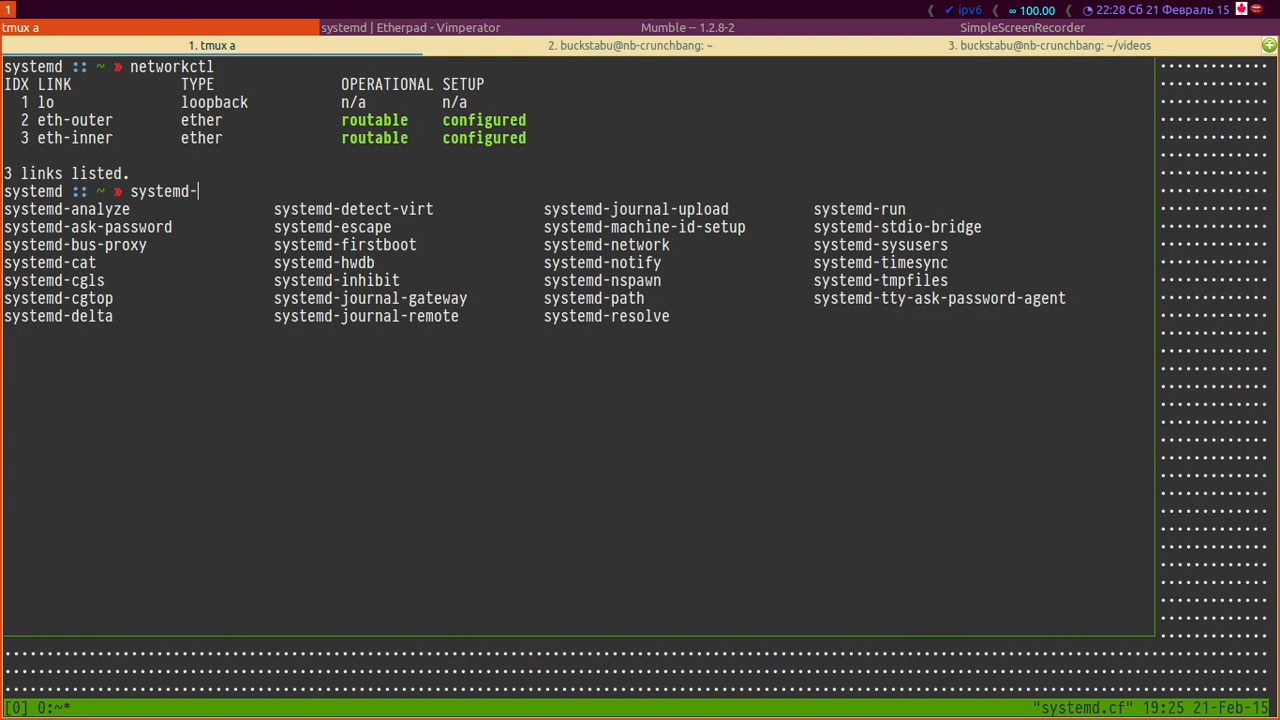 1 ❬ ✔ ipv6 ❬ ∞ 100.00 ❬ 22:28 Сб 21 Февраль 15
tmux a systemd | Etherpad - Vimperator Mumble -- 1.2.8-2 SimpleScreenRecorder
1. tmux a 2. buckstabu@nb-crunchbang: ~ 3. buckstabu@nb-crunchbang: ~/videos
systemd :: ~ » networkctl
IDX LINK TYPE OPERATIONAL SETUP
1 lo loopback n/a n/a
2 eth-outer ether routable configured
3 eth-inner ether routable configured
3 links listed.
systemd :: ~ » systemd-
systemd-analyze systemd-detect-virt systemd-journal-upload systemd-run
systemd-ask-password systemd-escape systemd-machine-id-setup systemd-stdio-bridge
systemd-bus-proxy systemd-firstboot systemd-network systemd-sysusers
systemd-cat systemd-hwdb systemd-notify systemd-timesync
systemd-cgls systemd-inhibit systemd-nspawn systemd-tmpfiles
systemd-cgtop systemd-journal-gateway systemd-path systemd-tty-ask-password-agent
systemd-delta systemd-journal-remote systemd-resolve
[0] 0:~* "systemd.cf" 19:25 21-Feb-15